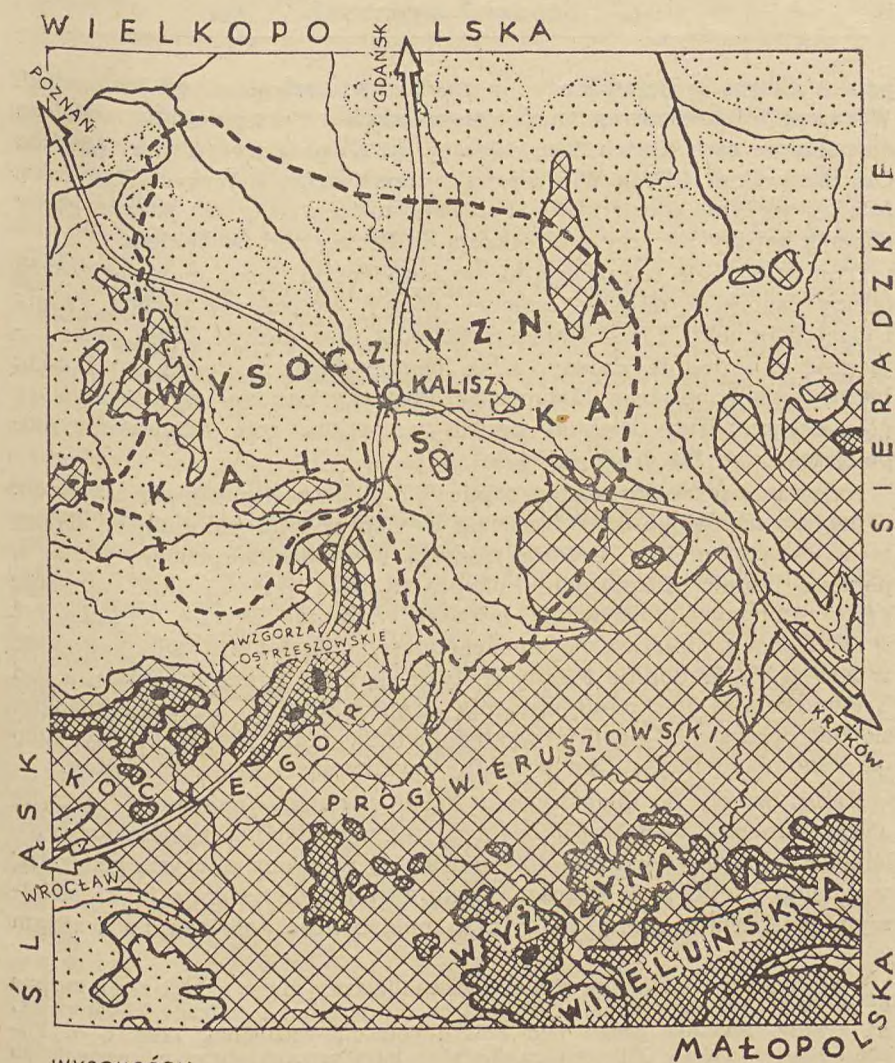 WIELKOPOLSKA
GDAŃSK
POZNAŃ
SIERADZKIE
WYSOCZYZNA
KALISZ
KALISKA
WZGÓRZA
OSTRZESZOWSKIE
KRAKÓW
PRÓG WIERUSZOWSKI
KOCIE GÓRY
ŚLĄSK
WROCŁAW
WYŻYNA
WIELUŃSKA
MAŁOPOLSKA